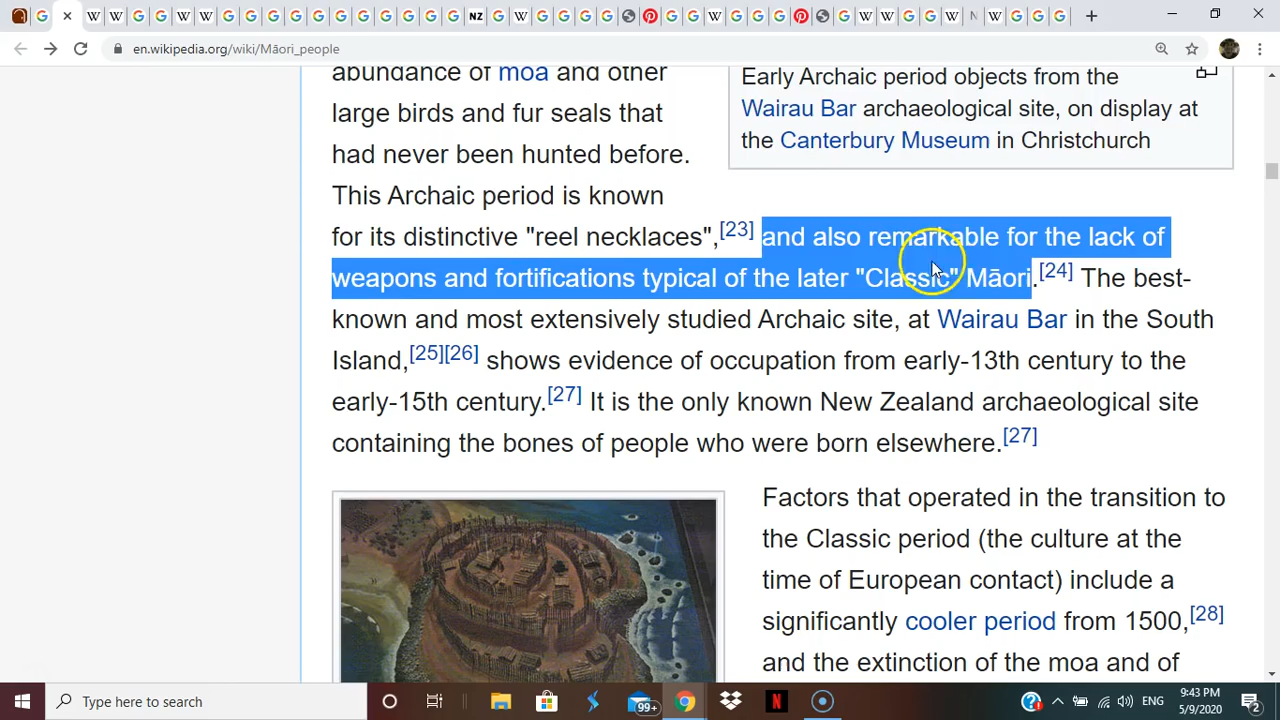 en.wikipedia.org/wiki/Māori_people
abundance of moa and other
large birds and fur seals that
had never been hunted before.
This Archaic period is known
for its distinctive "reel necklaces",[23] and also remarkable for the lack of
weapons and fortifications typical of the later "Classic" Māori.[24] The best-
known and most extensively studied Archaic site, at Wairau Bar in the South
Island,[25][26] shows evidence of occupation from early-13th century to the
early-15th century.[27] It is the only known New Zealand archaeological site
containing the bones of people who were born elsewhere.[27]
Early Archaic period objects from the
Wairau Bar archaeological site, on display at
the Canterbury Museum in Christchurch
Factors that operated in the transition to
the Classic period (the culture at the
time of European contact) include a
significantly cooler period from 1500,[28]
and the extinction of the moa and of
Type here to search
99+
ENG
9:43 PM
5/9/2020
2